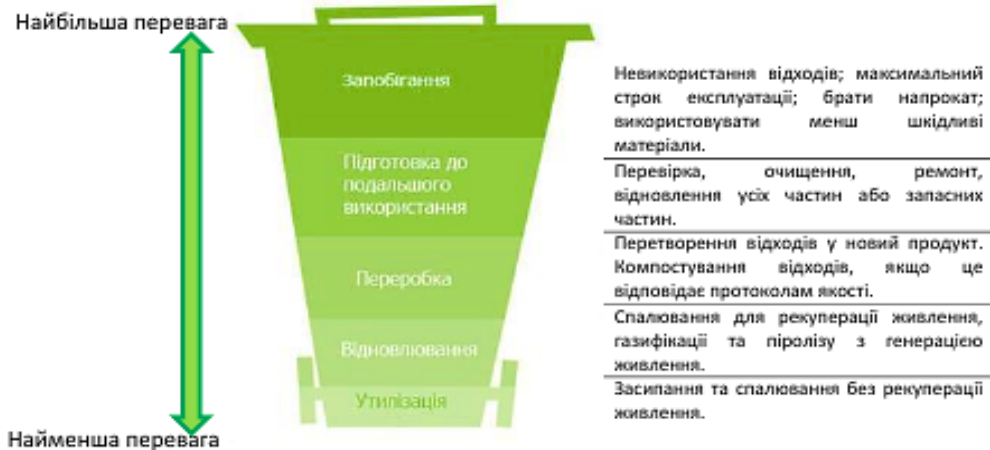 Найбільша перевага
Запобігання
Невикористання відходів; максимальний
строк експлуатації; брати напрокат;
використовувати менш шкідливі
матеріали.
Підготовка до
подальшого
використання
Перевірка, очищення, ремонт,
відновлення усіх частин або запасних
частин.
Переробка
Перетворення відходів у новий продукт.
Компостування відходів, якщо це
відповідає протоколам якості.
Відновлювання
Спалювання для рекуперації живлення,
газифікації та піролізу з генерацією
живлення.
Утилізація
Засипання та спалювання без рекуперації
живлення.
Найменша перевага